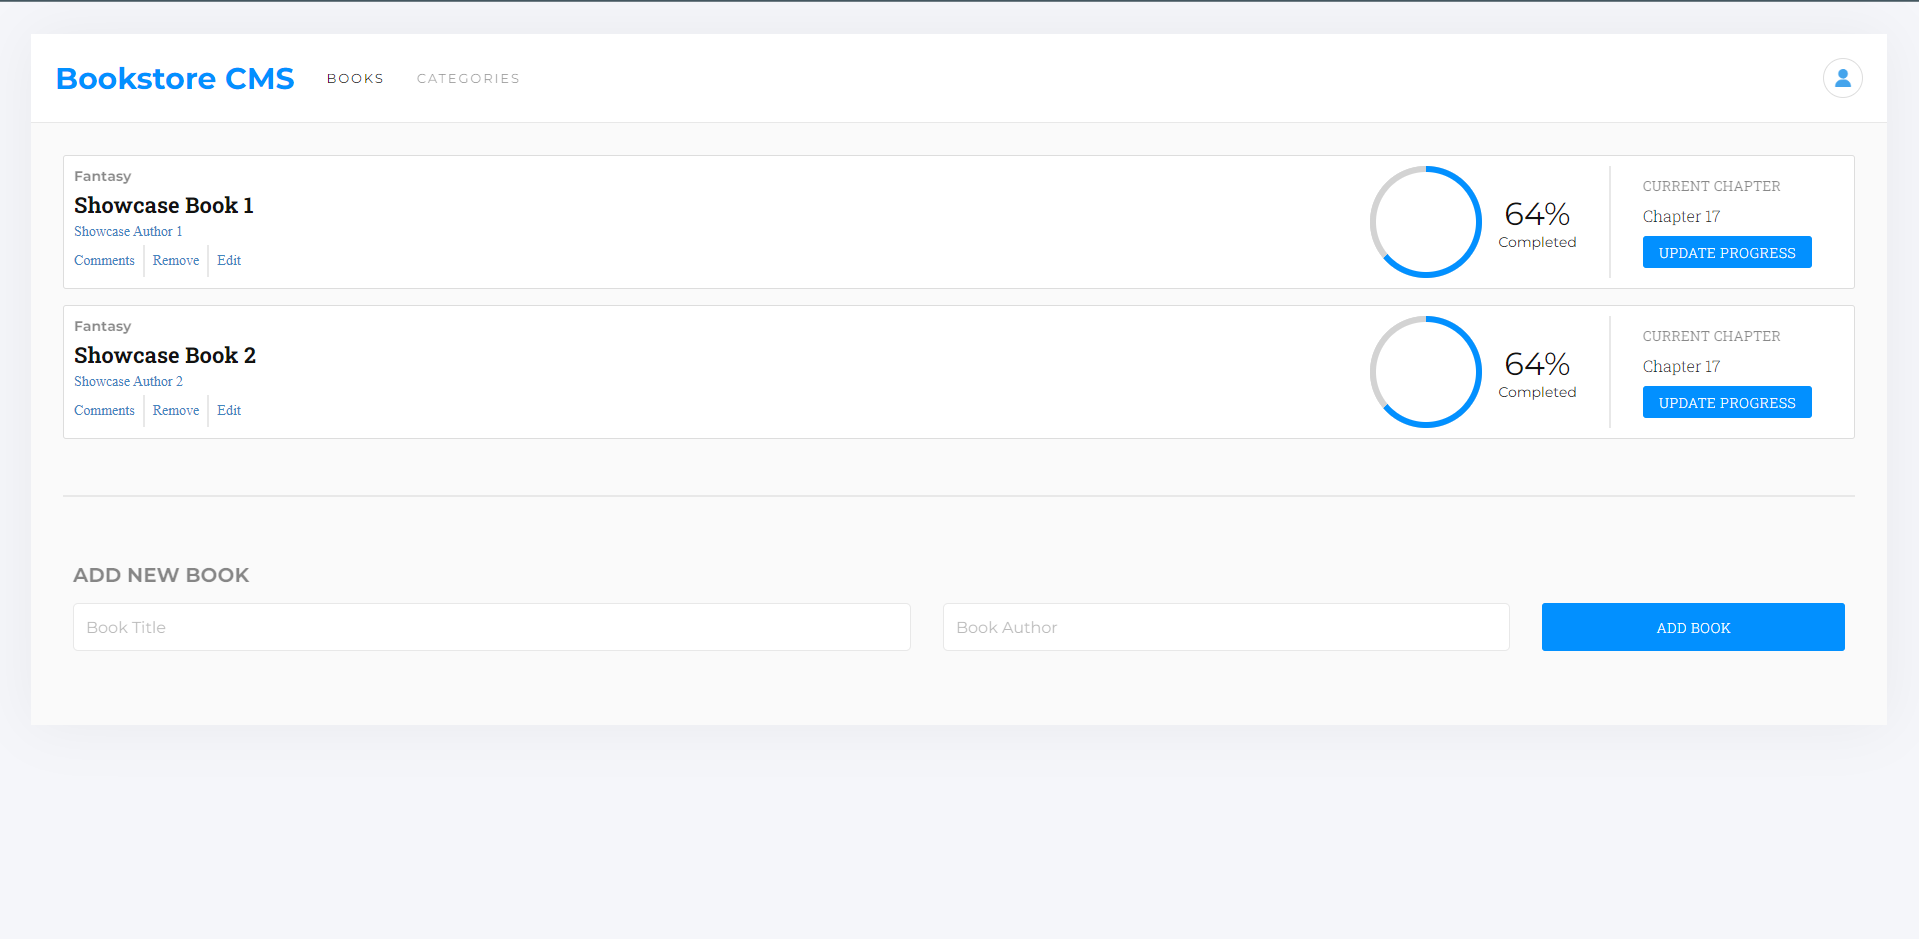 Bookstore CMS BOOKS CATEGORIES
Fantasy
Showcase Book 1
Showcase Author 1
Comments Remove Edit
64%
Completed
CURRENT CHAPTER
Chapter 17
UPDATE PROGRESS
Fantasy
Showcase Book 2
Showcase Author 2
Comments Remove Edit
64%
Completed
CURRENT CHAPTER
Chapter 17
UPDATE PROGRESS
ADD NEW BOOK
Book Title Book Author ADD BOOK